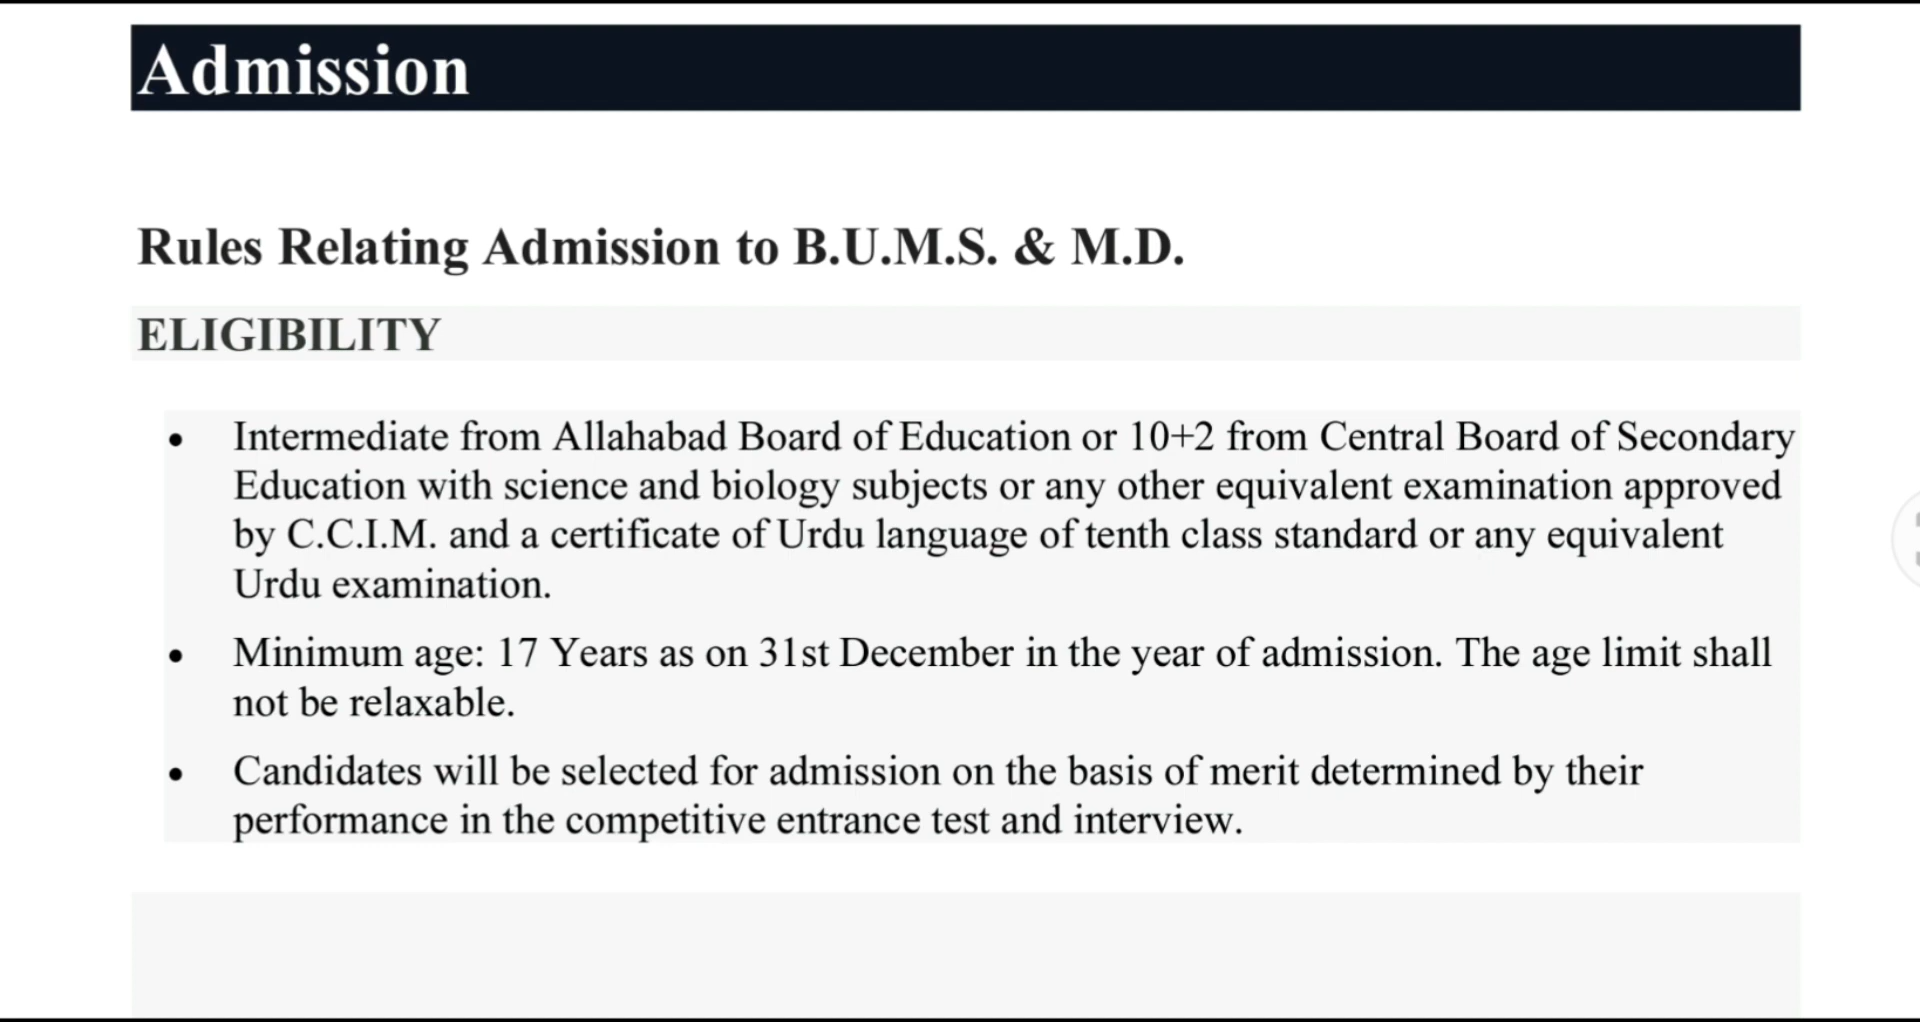 Admission
Rules Relating Admission to B.U.M.S. & M.D.
ELIGIBILITY
• Intermediate from Allahabad Board of Education or 10+2 from Central Board of Secondary
Education with science and biology subjects or any other equivalent examination approved
by C.C.I.M. and a certificate of Urdu language of tenth class standard or any equivalent
Urdu examination.
• Minimum age: 17 Years as on 31st December in the year of admission. The age limit shall
not be relaxable.
• Candidates will be selected for admission on the basis of merit determined by their
performance in the competitive entrance test and interview.